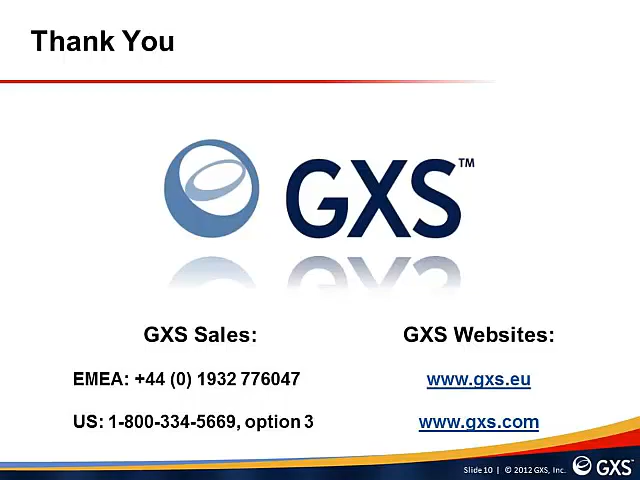 Thank You
GXS™
GXS Sales:
EMEA: +44 (0) 1932 776047
US: 1-800-334-5669, option 3
GXS Websites:
www.gxs.eu
www.gxs.com
Slide 10 | © 2012 GXS, Inc. GXS™